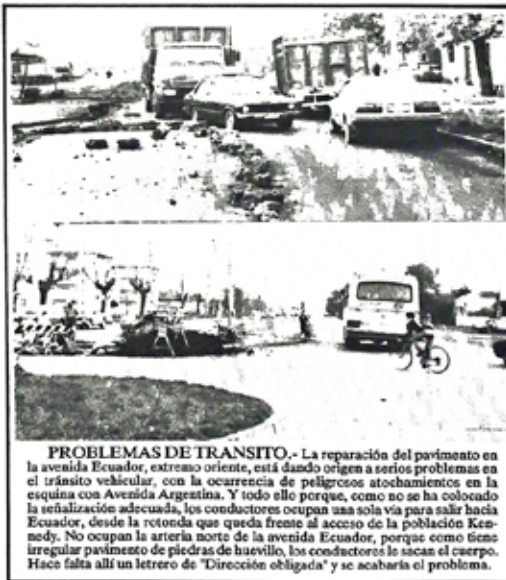 PROBLEMAS DE TRANSITO.- La reparación del pavimento en
la avenida Ecuador, extremo oriente, está dando origen a serios problemas en
el tránsito vehicular, con la ocurrencia de peligrosos atochamientos en la
esquina con Avenida Argentina. Y todo ello porque, como no se ha colocado
la señalización adecuada, los conductores ocupan una sola vía para salir hacia
Ecuador, desde la rotonda que queda frente al acceso de la población Ken-
nedy. No ocupan la arteria norte de la avenida Ecuador, porque como tiene
irregular pavimento de piedras de huevillo, los conductores le sacan el cuerpo.
Hace falta allí un letrero de "Dirección obligada" y se acabaría el problema.